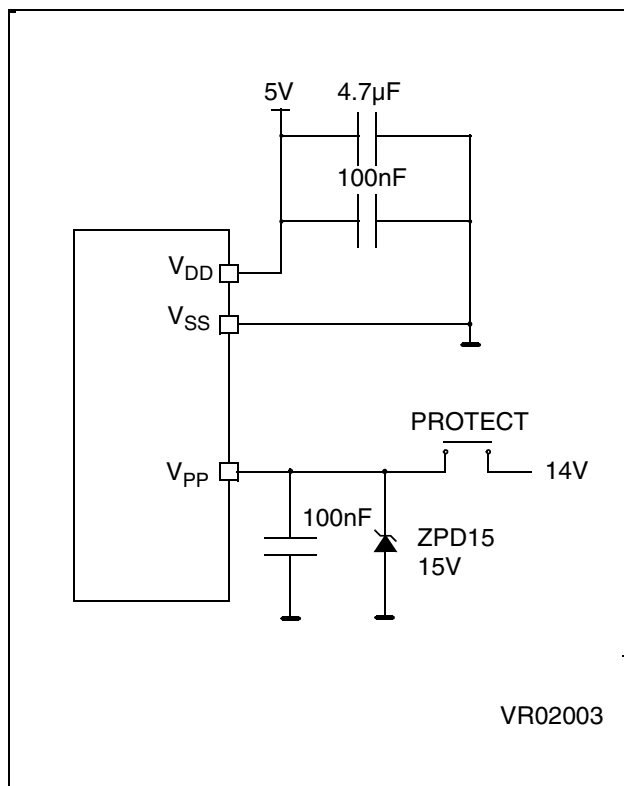 5V
4.7µF
100nF
VDD
VSS
PROTECT
VPP
14V
100nF
ZPD15
15V
VR02003